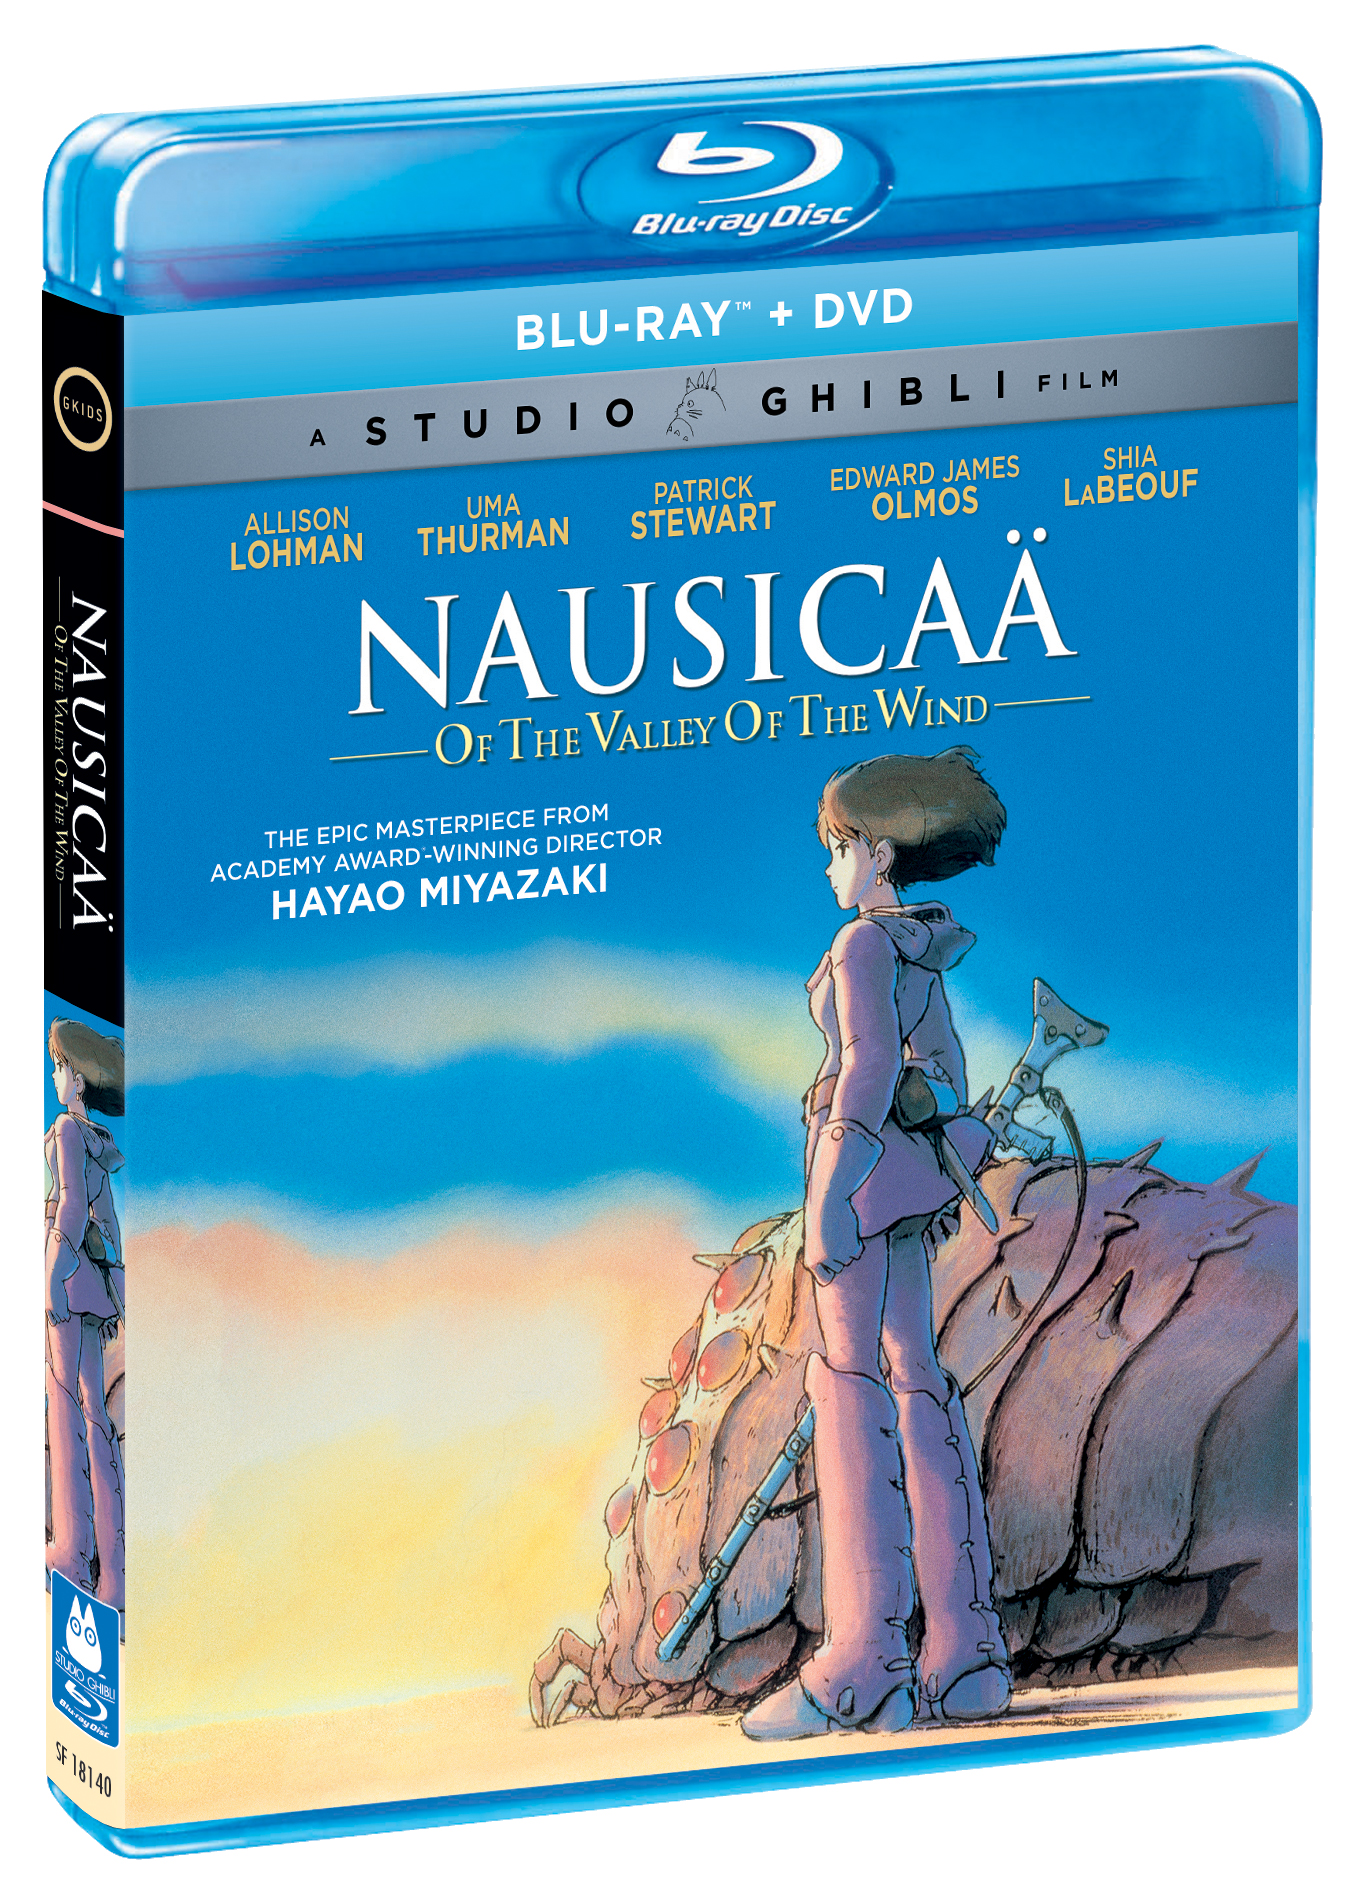 Blu-ray Disc
BLU-RAY™ + DVD
A STUDIO GHIBLI FILM
ALLISON LOHMAN
UMA THURMAN
PATRICK STEWART
EDWARD JAMES OLMOS
SHIA LABEOUF
NAUSICAÄ
OF THE VALLEY OF THE WIND
THE EPIC MASTERPIECE FROM
ACADEMY AWARD®-WINNING DIRECTOR
HAYAO MIYAZAKI
GKIDS
NAUSICAÄ
OF THE VALLEY OF THE WIND
STUDIO GHIBLI
Blu-ray Disc™
SF 18140